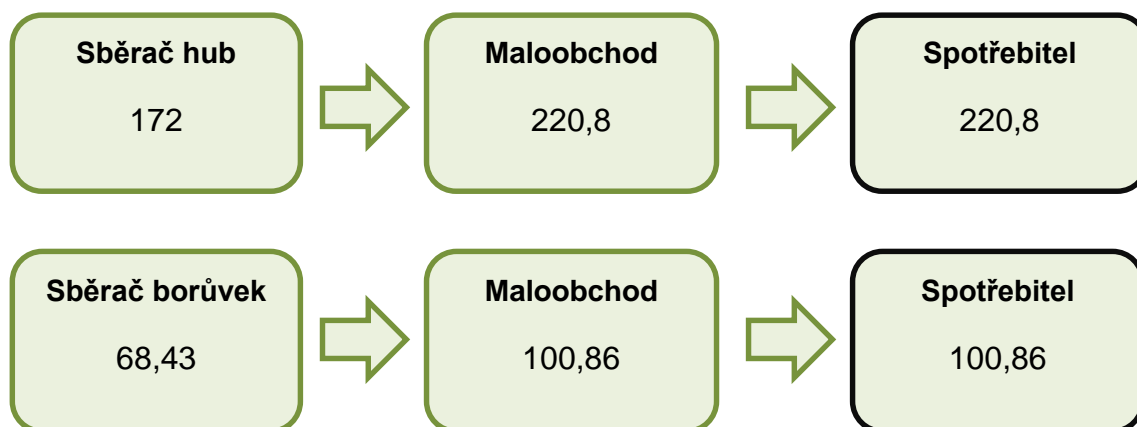 Sběrač hub
172
Maloobchod
220,8
Spotřebitel
220,8
Sběrač borůvek
68,43
Maloobchod
100,86
Spotřebitel
100,86